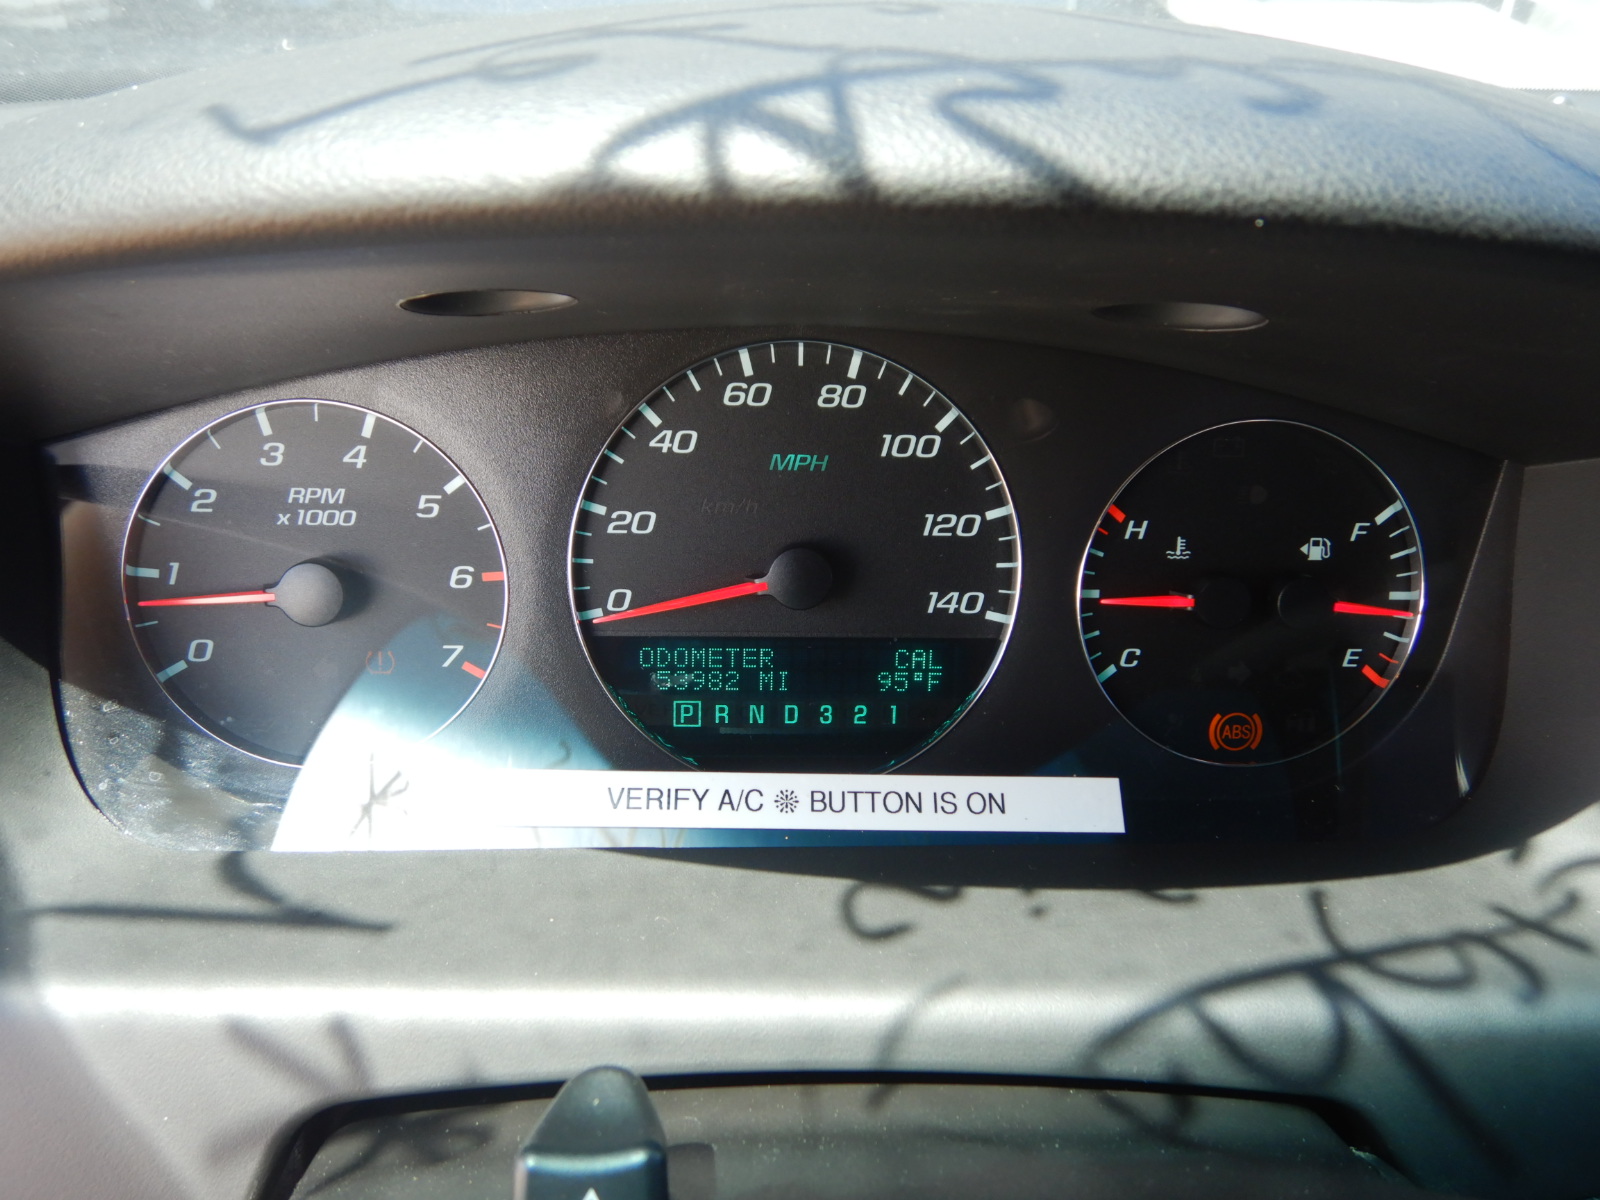 60 80
40 100
MPH
km/h
20 120
0 140
3 4
2 5
RPM
x 1000
1 6
0 7
H F
C E
ODOMETER CAL
53982 MI 95°F
P R N D 3 2 1
ABS
VERIFY A/C BUTTON IS ON